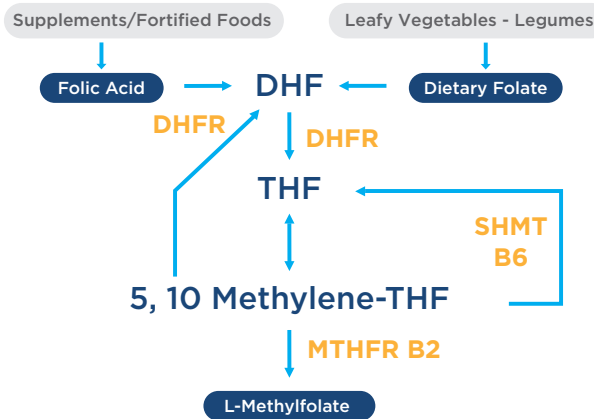 Supplements/Fortified Foods
Leafy Vegetables - Legumes
Folic Acid
DHF
Dietary Folate
DHFR
DHFR
THF
SHMT
B6
5, 10 Methylene-THF
MTHFR B2
L-Methylfolate